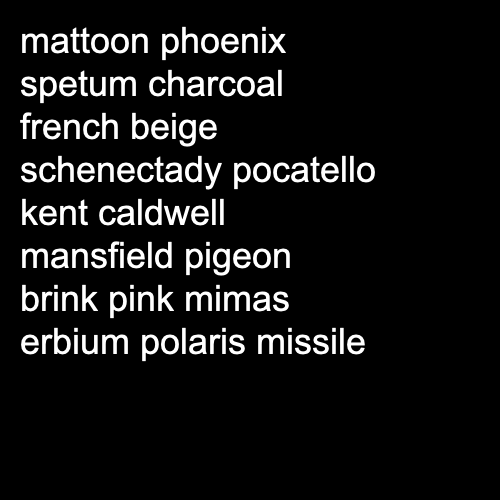 mattoon phoenix
spetum charcoal
french beige
schenectady pocatello
kent caldwell
mansfield pigeon
brink pink mimas
erbium polaris missile